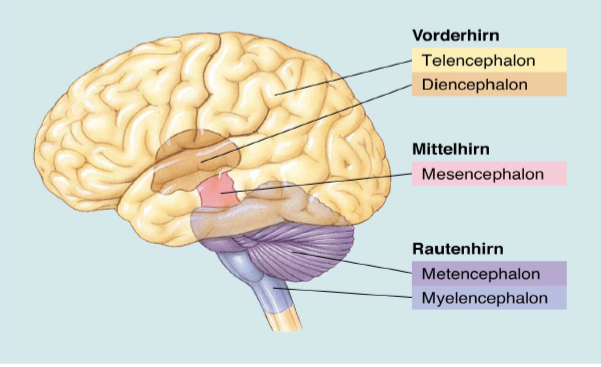 Vorderhirn
Telencephalon
Diencephalon
Mittelhirn
Mesencephalon
Rautenhirn
Metencephalon
Myelencephalon